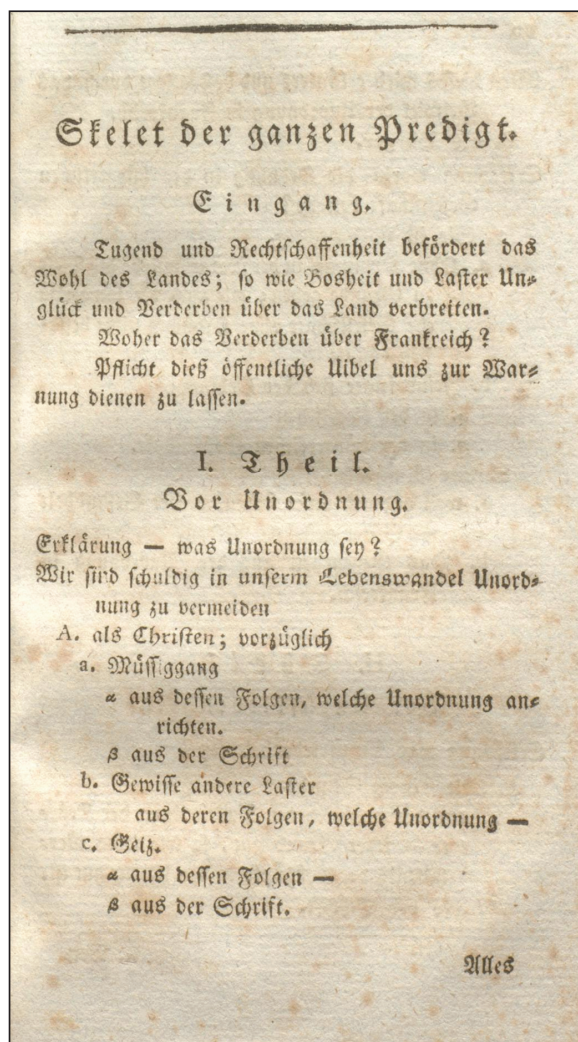 Skelet der ganzen Predigt.
Eingang.
Tugend und Rechtschaffenheit befördert das
Wohl des Landes; so wie Bosheit und Laster Un-
glück und Verderben über das Land verbreiten.
Woher das Verderben über Frankreich?
Pflicht dieß öffentliche Uibel uns zur War-
nung dienen zu lassen.
I. Theil.
Vor Unordnung.
Erklärung — was Unordnung sey?
Wir sind schuldig in unserm Lebenswandel Unord-
nung zu vermeiden
A. als Christen; vorzüglich
a. Müssiggang
α aus dessen Folgen, welche Unordnung an-
richten.
β aus der Schrift
b. Gewisse andere Laster
aus deren Folgen, welche Unordnung —
c. Geiz.
α aus dessen Folgen —
β aus der Schrift.
Alles